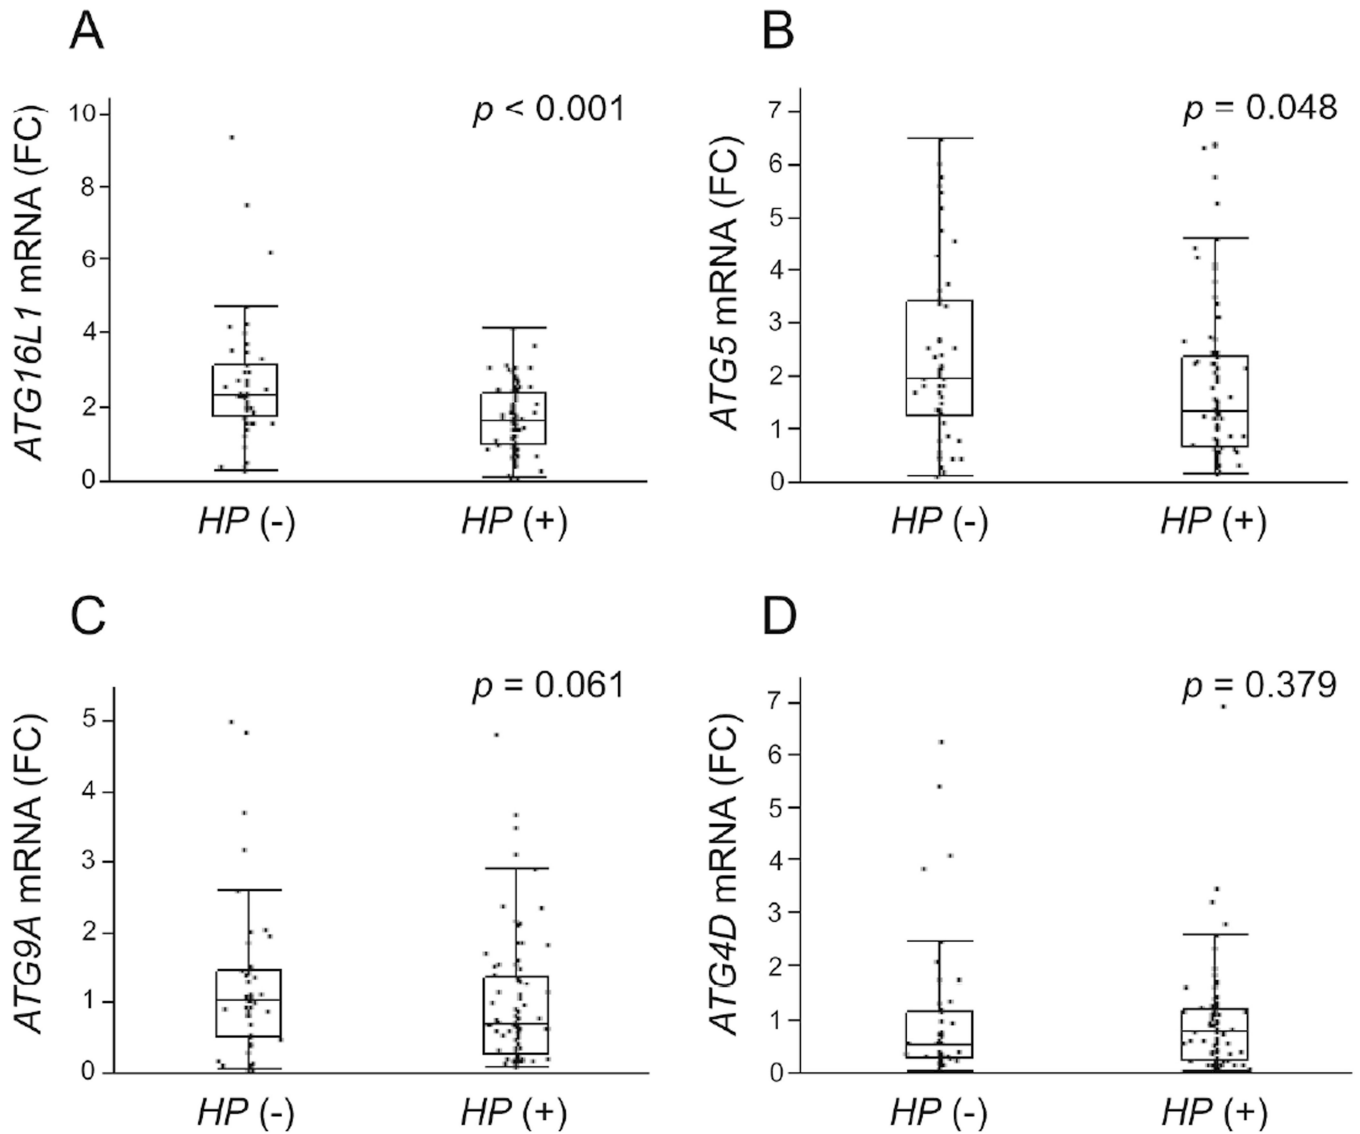 A
ATG16L1 mRNA (FC)
p < 0.001
10
8
6
4
2
0
HP (-) HP (+)
B
ATG5 mRNA (FC)
p = 0.048
7
6
5
4
3
2
1
0
HP (-) HP (+)
C
ATG9A mRNA (FC)
p = 0.061
5
4
3
2
1
0
HP (-) HP (+)
D
ATG4D mRNA (FC)
p = 0.379
7
6
5
4
3
2
1
0
HP (-) HP (+)